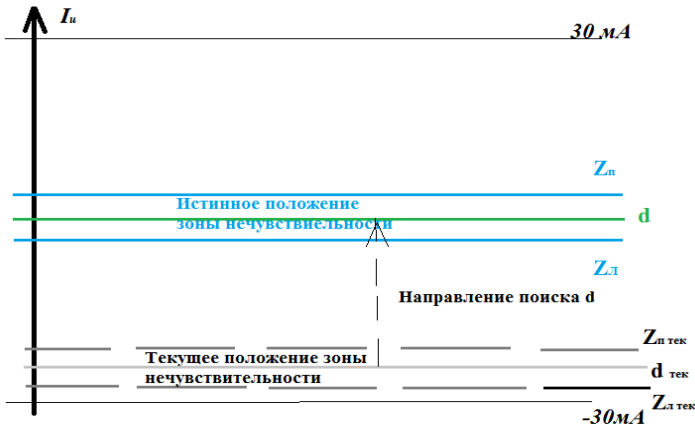 Iи
30 мА
Zп
Истинное положение
зоны нечувствиельности
d
Zл
Направление поиска d
Zп тек
Текущее положение зоны
нечувствительности
d тек
Zл тек
-30мА